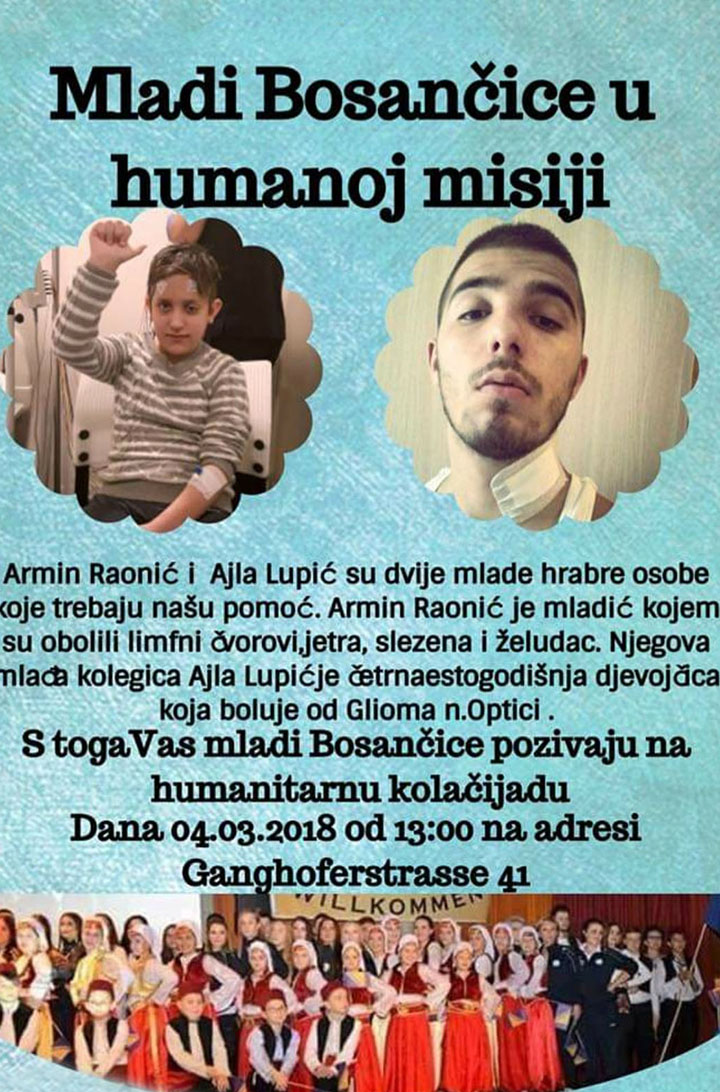 Mladi Bosančice u
humanoj misiji
Armin Raonić i Ajla Lupić su dvije mlade hrabre osobe
koje trebaju našu pomoć. Armin Raonić je mladić kojem
su obolili limfni čvorovi,jetra, slezena i želudac. Njegova
mlađa kolegica Ajla Lupićje četrnaestogodišnja djevojčica
koja boluje od Glioma n.Optici .
S togaVas mladi Bosančice pozivaju na
humanitarnu kolačijadu
Dana 04.03.2018 od 13:00 na adresi
Ganghoferstrasse 41
WILLKOMMEN